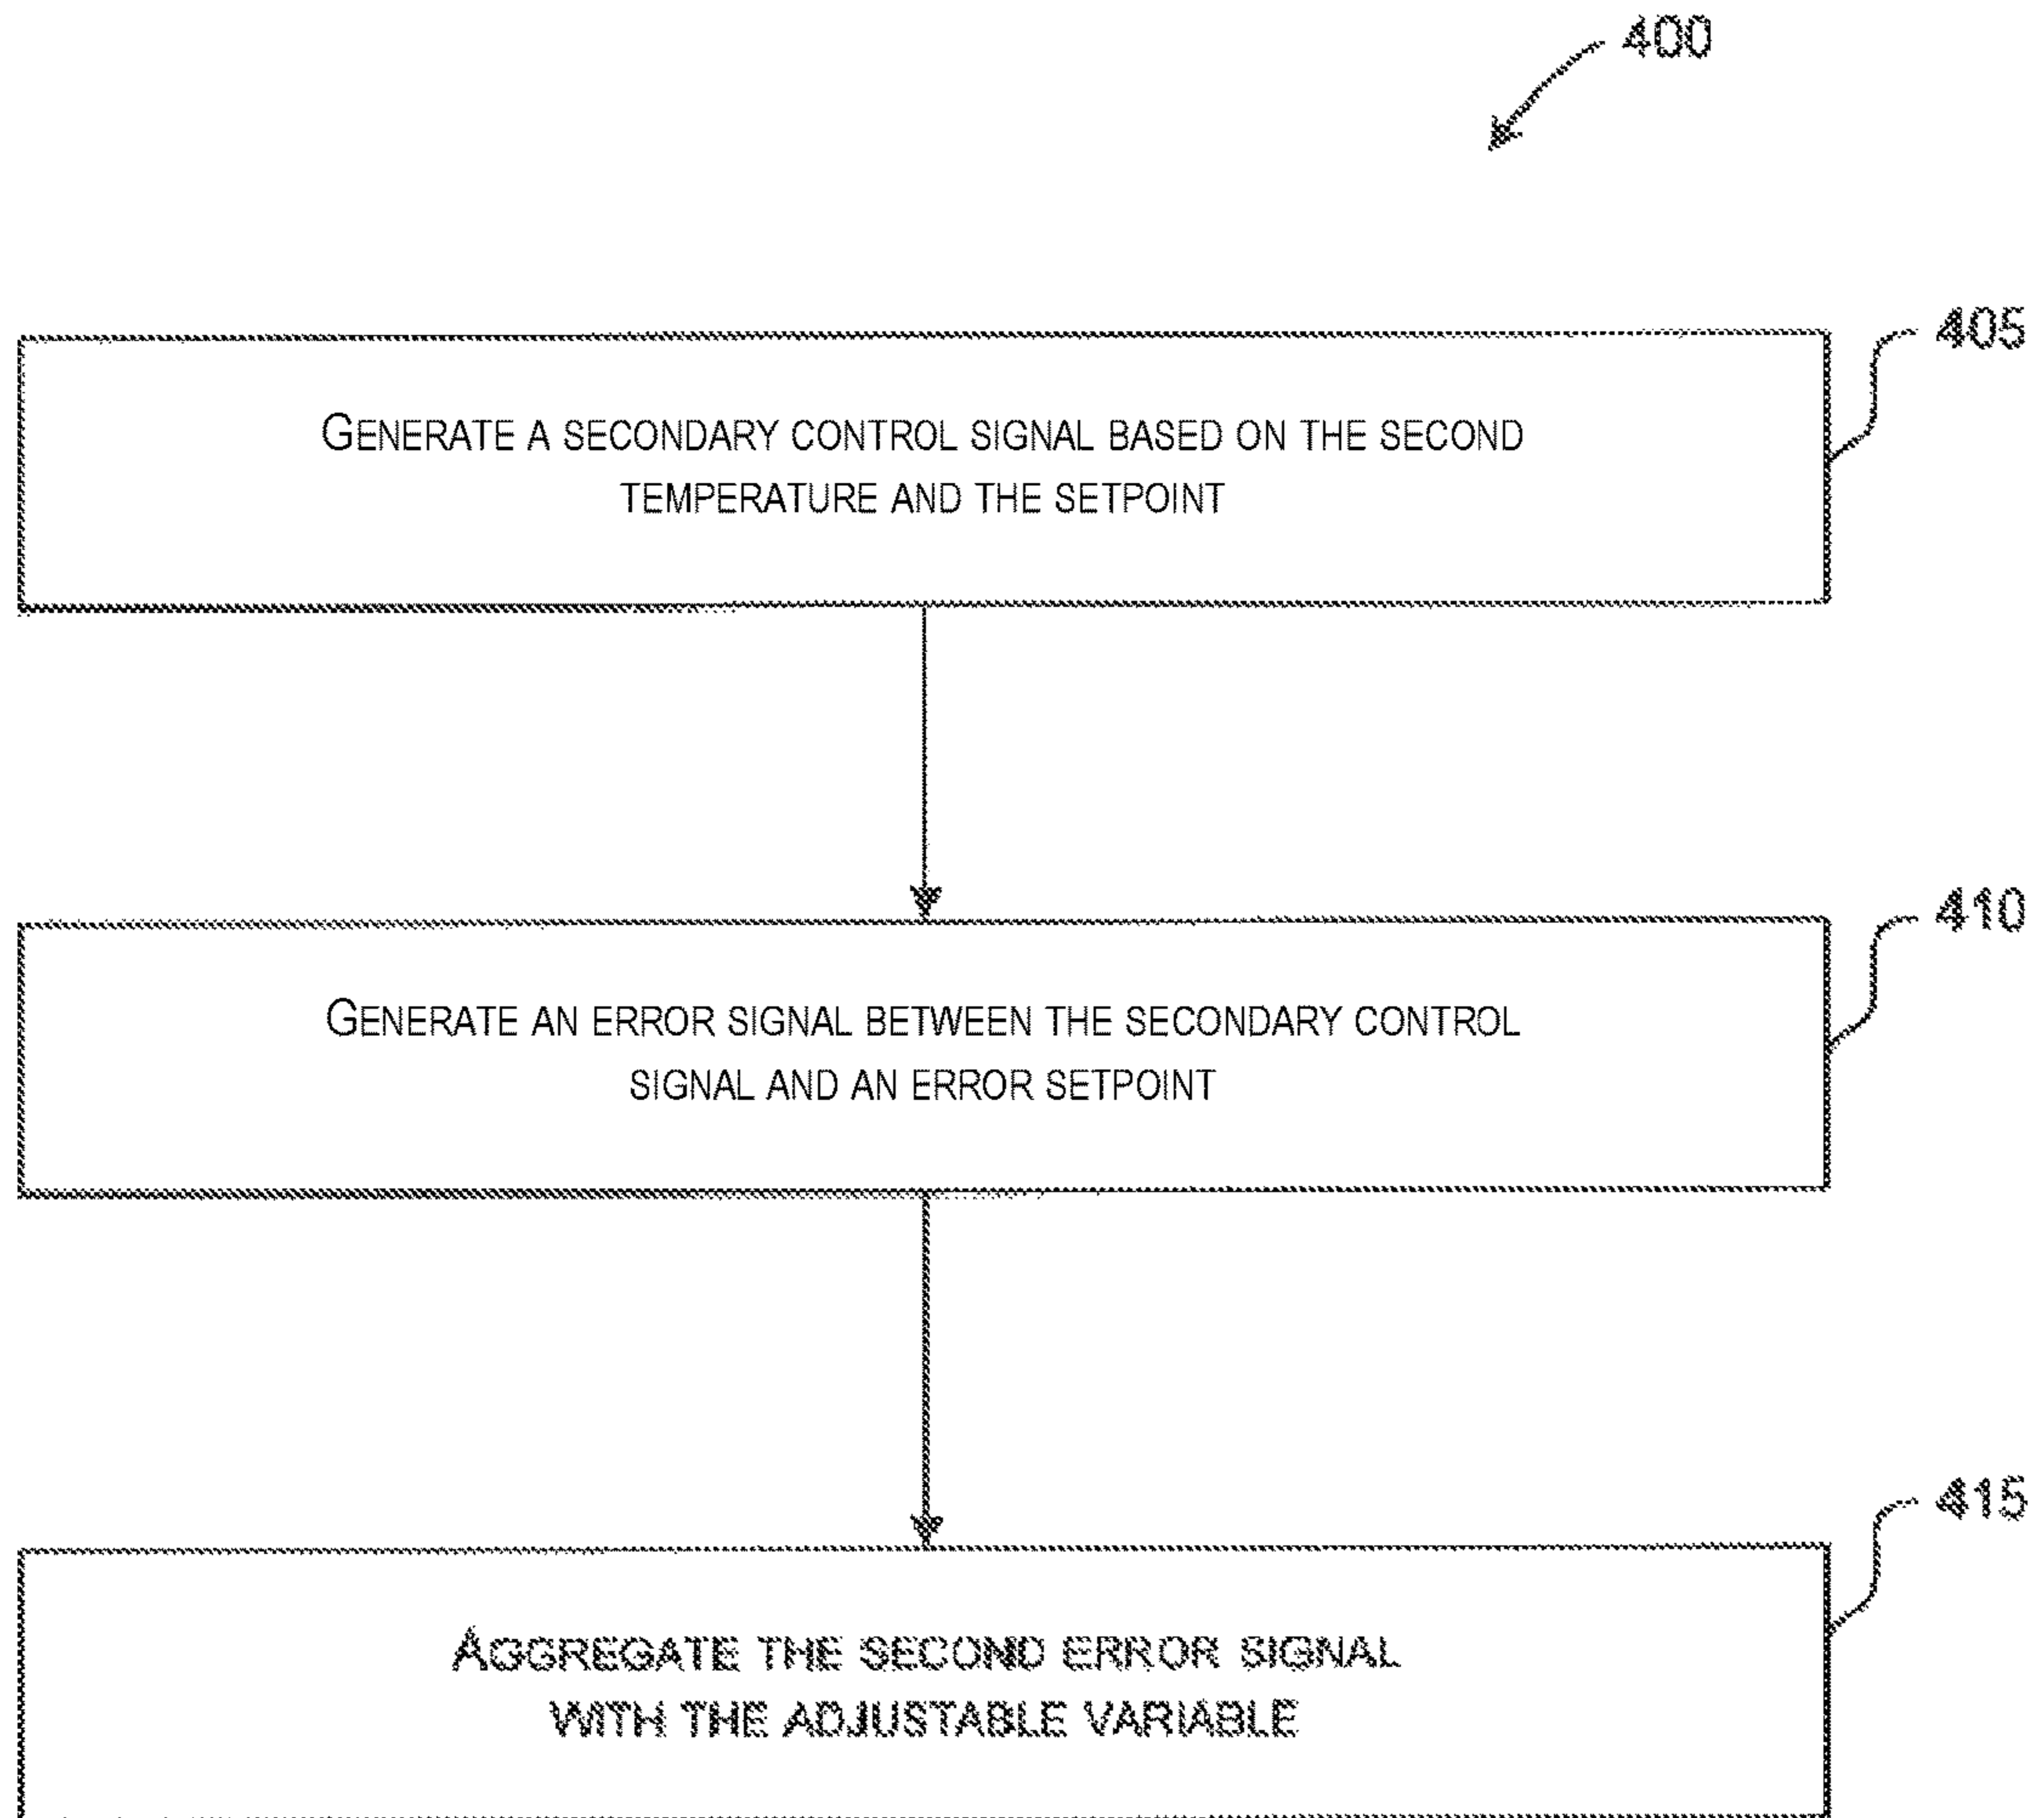 400
405
GENERATE A SECONDARY CONTROL SIGNAL BASED ON THE SECOND
TEMPERATURE AND THE SETPOINT
410
GENERATE AN ERROR SIGNAL BETWEEN THE SECONDARY CONTROL
SIGNAL AND AN ERROR SETPOINT
415
AGGREGATE THE SECOND ERROR SIGNAL
WITH THE ADJUSTABLE VARIABLE